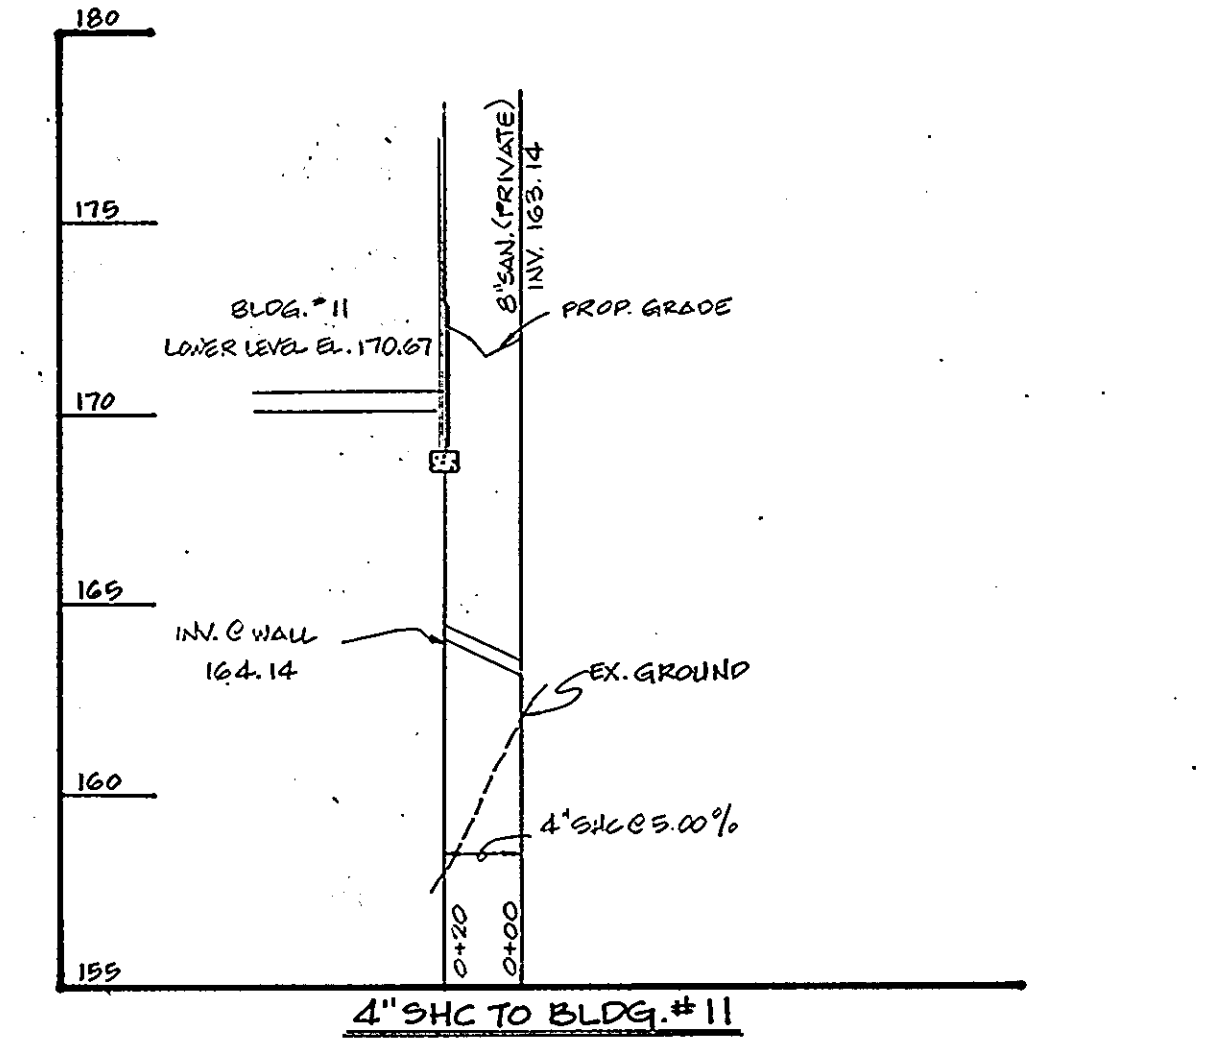 180
175
170
165
160
155
8" SAN. (PRIVATE)
INV. 163.14
BLDG. #11
LOWER LEVEL EL. 170.67
PROP. GRADE
INV. @ WALL
164.14
EX. GROUND
4" SHC @ 5.00%
0+20
0+00
4" SHC TO BLDG. #11